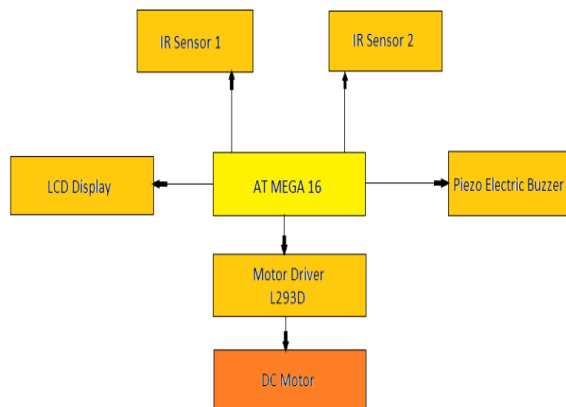 IR Sensor 1
IR Sensor 2
LCD Display
AT MEGA 16
Piezo Electric Buzzer
Motor Driver
L293D
DC Motor